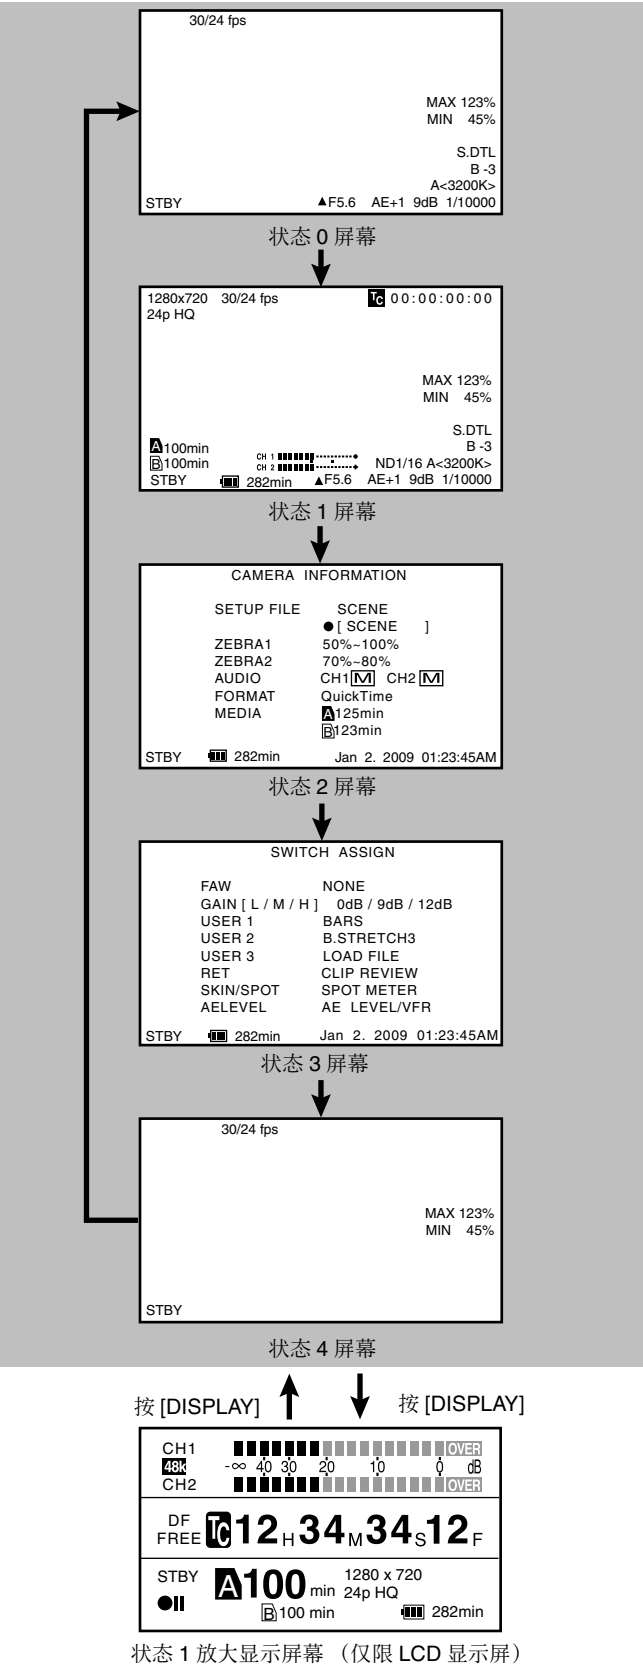 30/24 fps
MAX 123%
MIN 45%
S.DTL
B -3
A<3200K>
STBY ▲F5.6 AE+1 9dB 1/10000
状态 0 屏幕
1280x720 30/24 fps TC 00:00:00:00
24p HQ
MAX 123%
MIN 45%
S.DTL
A 100min B -3
B 100min CH 1 CH 2 ND1/16 A<3200K>
STBY 282min ▲F5.6 AE+1 9dB 1/10000
状态 1 屏幕
CAMERA INFORMATION
SETUP FILE SCENE
●[ SCENE ]
ZEBRA1 50%~100%
ZEBRA2 70%~80%
AUDIO CH1 M CH2 M
FORMAT QuickTime
MEDIA A 125min
B 123min
STBY 282min Jan 2. 2009 01:23:45AM
状态 2 屏幕
SWITCH ASSIGN
FAW NONE
GAIN [ L / M / H ] 0dB / 9dB / 12dB
USER 1 BARS
USER 2 B.STRETCH3
USER 3 LOAD FILE
RET CLIP REVIEW
SKIN/SPOT SPOT METER
AELEVEL AE LEVEL/VFR
STBY 282min Jan 2. 2009 01:23:45AM
状态 3 屏幕
30/24 fps
MAX 123%
MIN 45%
STBY
状态 4 屏幕
按 [DISPLAY] 按 [DISPLAY]
CH1 OVER
48k -∞ 40 30 20 10 0 dB
CH2 OVER
DF
FREE TC 12H34M34S12F
STBY A 100 min 1280 x 720
24p HQ
●II B 100 min 282min
状态 1 放大显示屏幕 （仅限 LCD 显示屏）